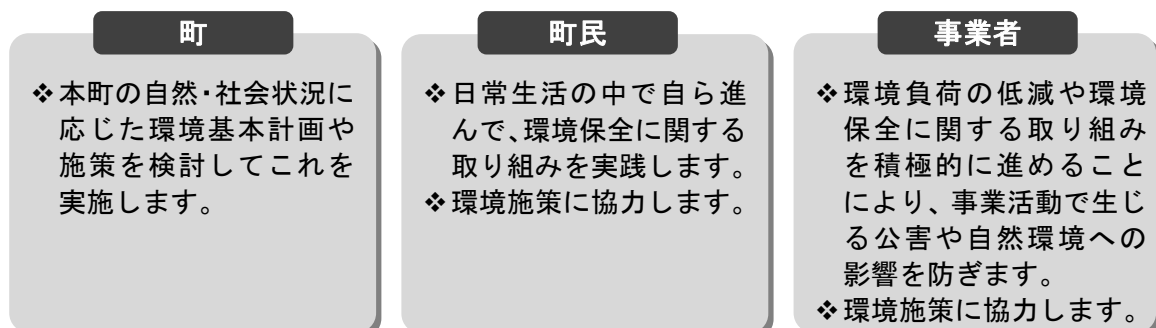 町
❖本町の自然・社会状況に
応じた環境基本計画や
施策を検討してこれを
実施します。
町民
❖日常生活の中で自ら進
んで、環境保全に関する
取り組みを実践します。
❖環境施策に協力します。
事業者
❖環境負荷の低減や環境
保全に関する取り組み
を積極的に進めること
により、事業活動で生じ
る公害や自然環境への
影響を防ぎます。
❖環境施策に協力します。